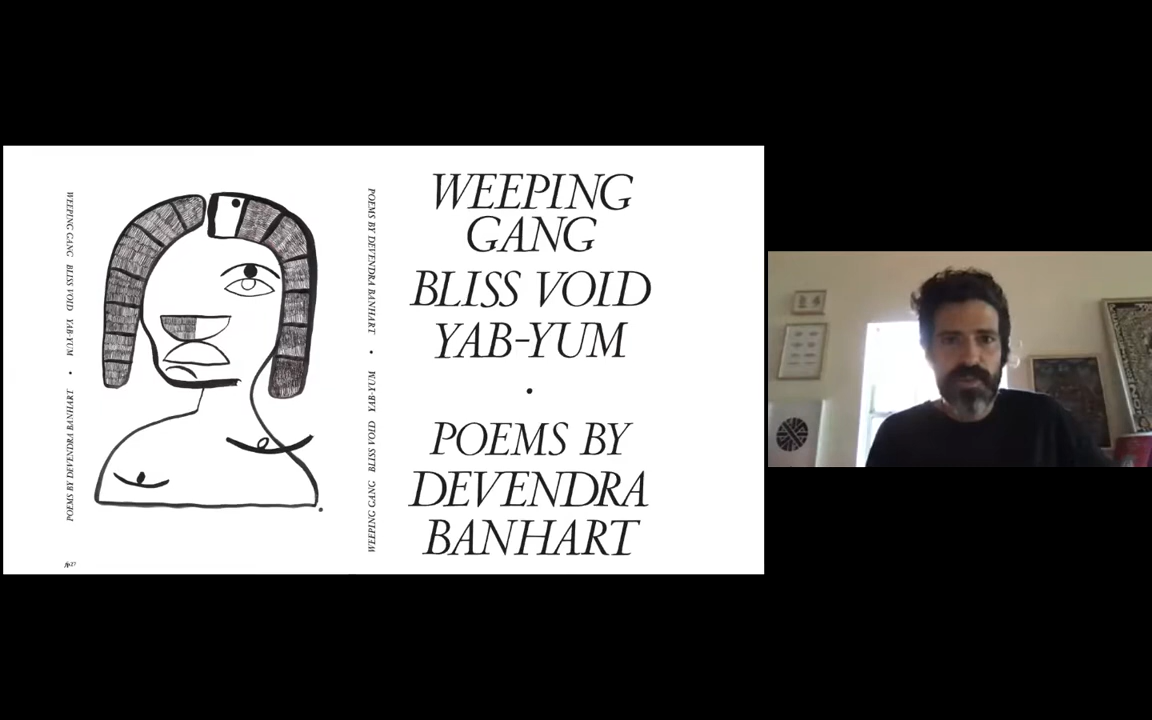 WEEPING GANG BLISS VOID YAB-YUM • POEMS BY DEVENDRA BANHART
POEMS BY DEVENDRA BANHART • WEEPING GANG BLISS VOID YAB-YUM
WEEPING
GANG
BLISS VOID
YAB-YUM
•
POEMS BY
DEVENDRA
BANHART